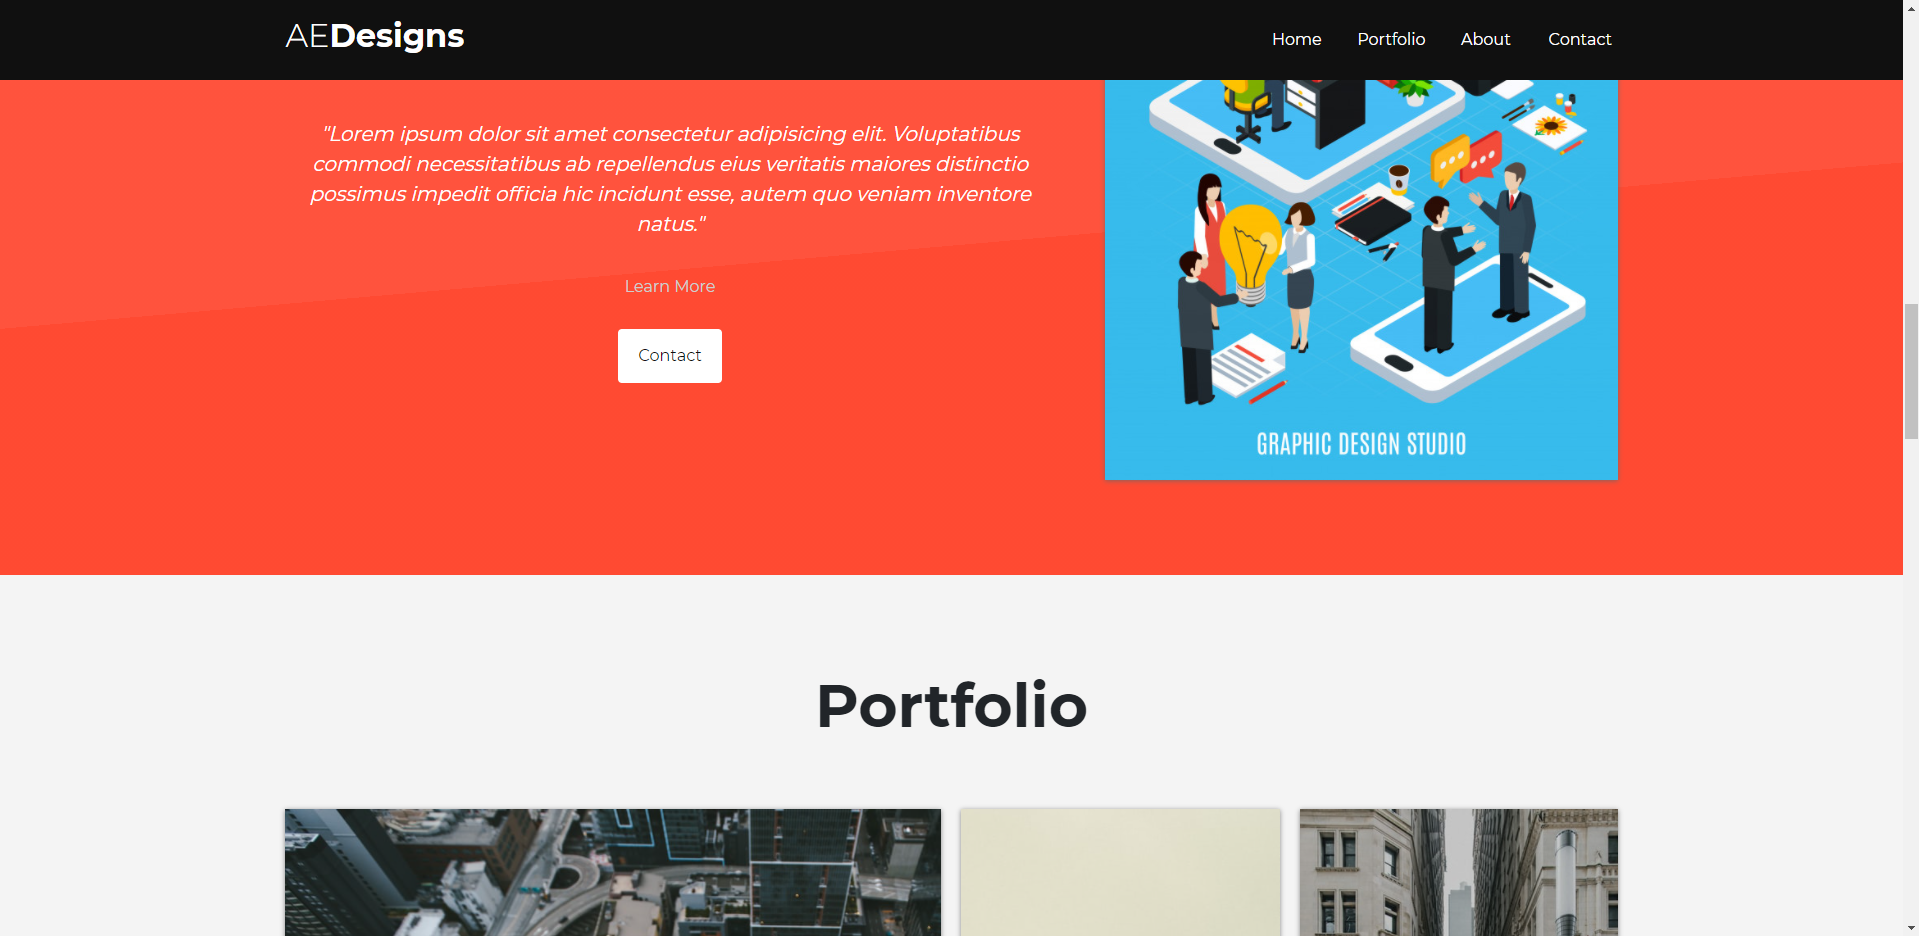 AEDesigns
Home Portfolio About Contact
"Lorem ipsum dolor sit amet consectetur adipisicing elit. Voluptatibus
commodi necessitatibus ab repellendus eius veritatis maiores distinctio
possimus impedit officia hic incidunt esse, autem quo veniam inventore
natus."
Learn More
Contact
GRAPHIC DESIGN STUDIO
Portfolio